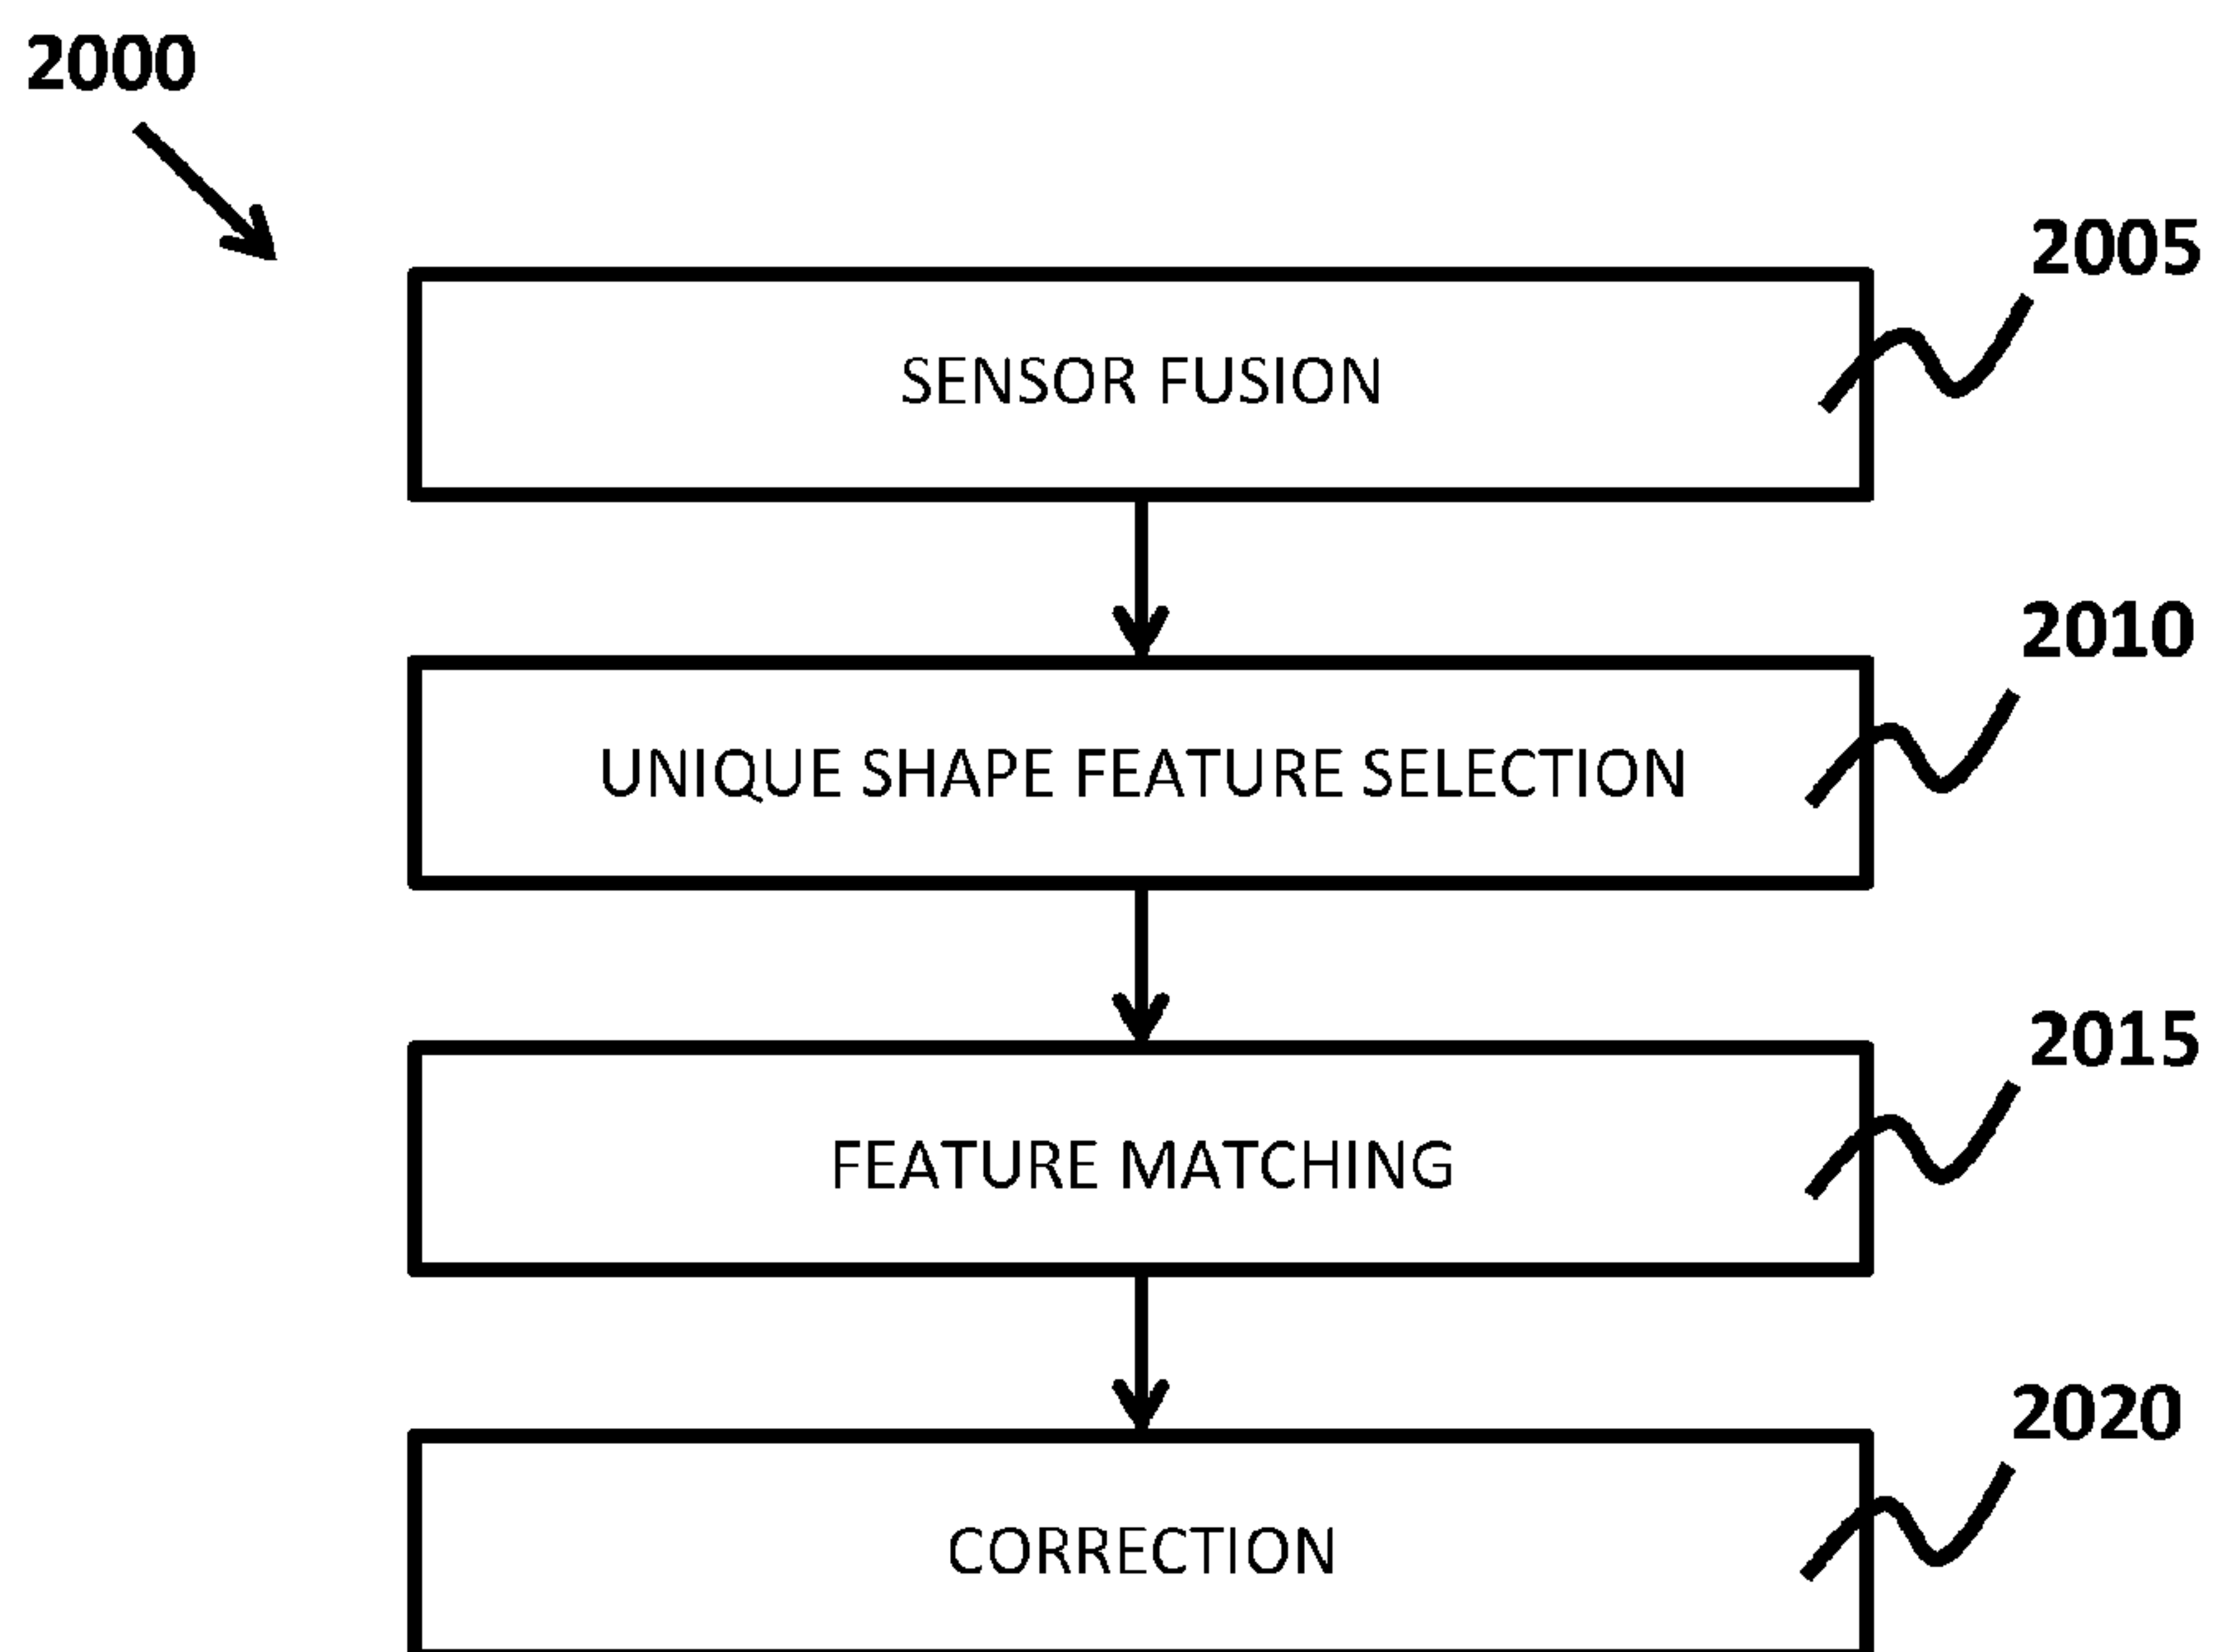 2000
2005
SENSOR FUSION
2010
UNIQUE SHAPE FEATURE SELECTION
2015
FEATURE MATCHING
2020
CORRECTION